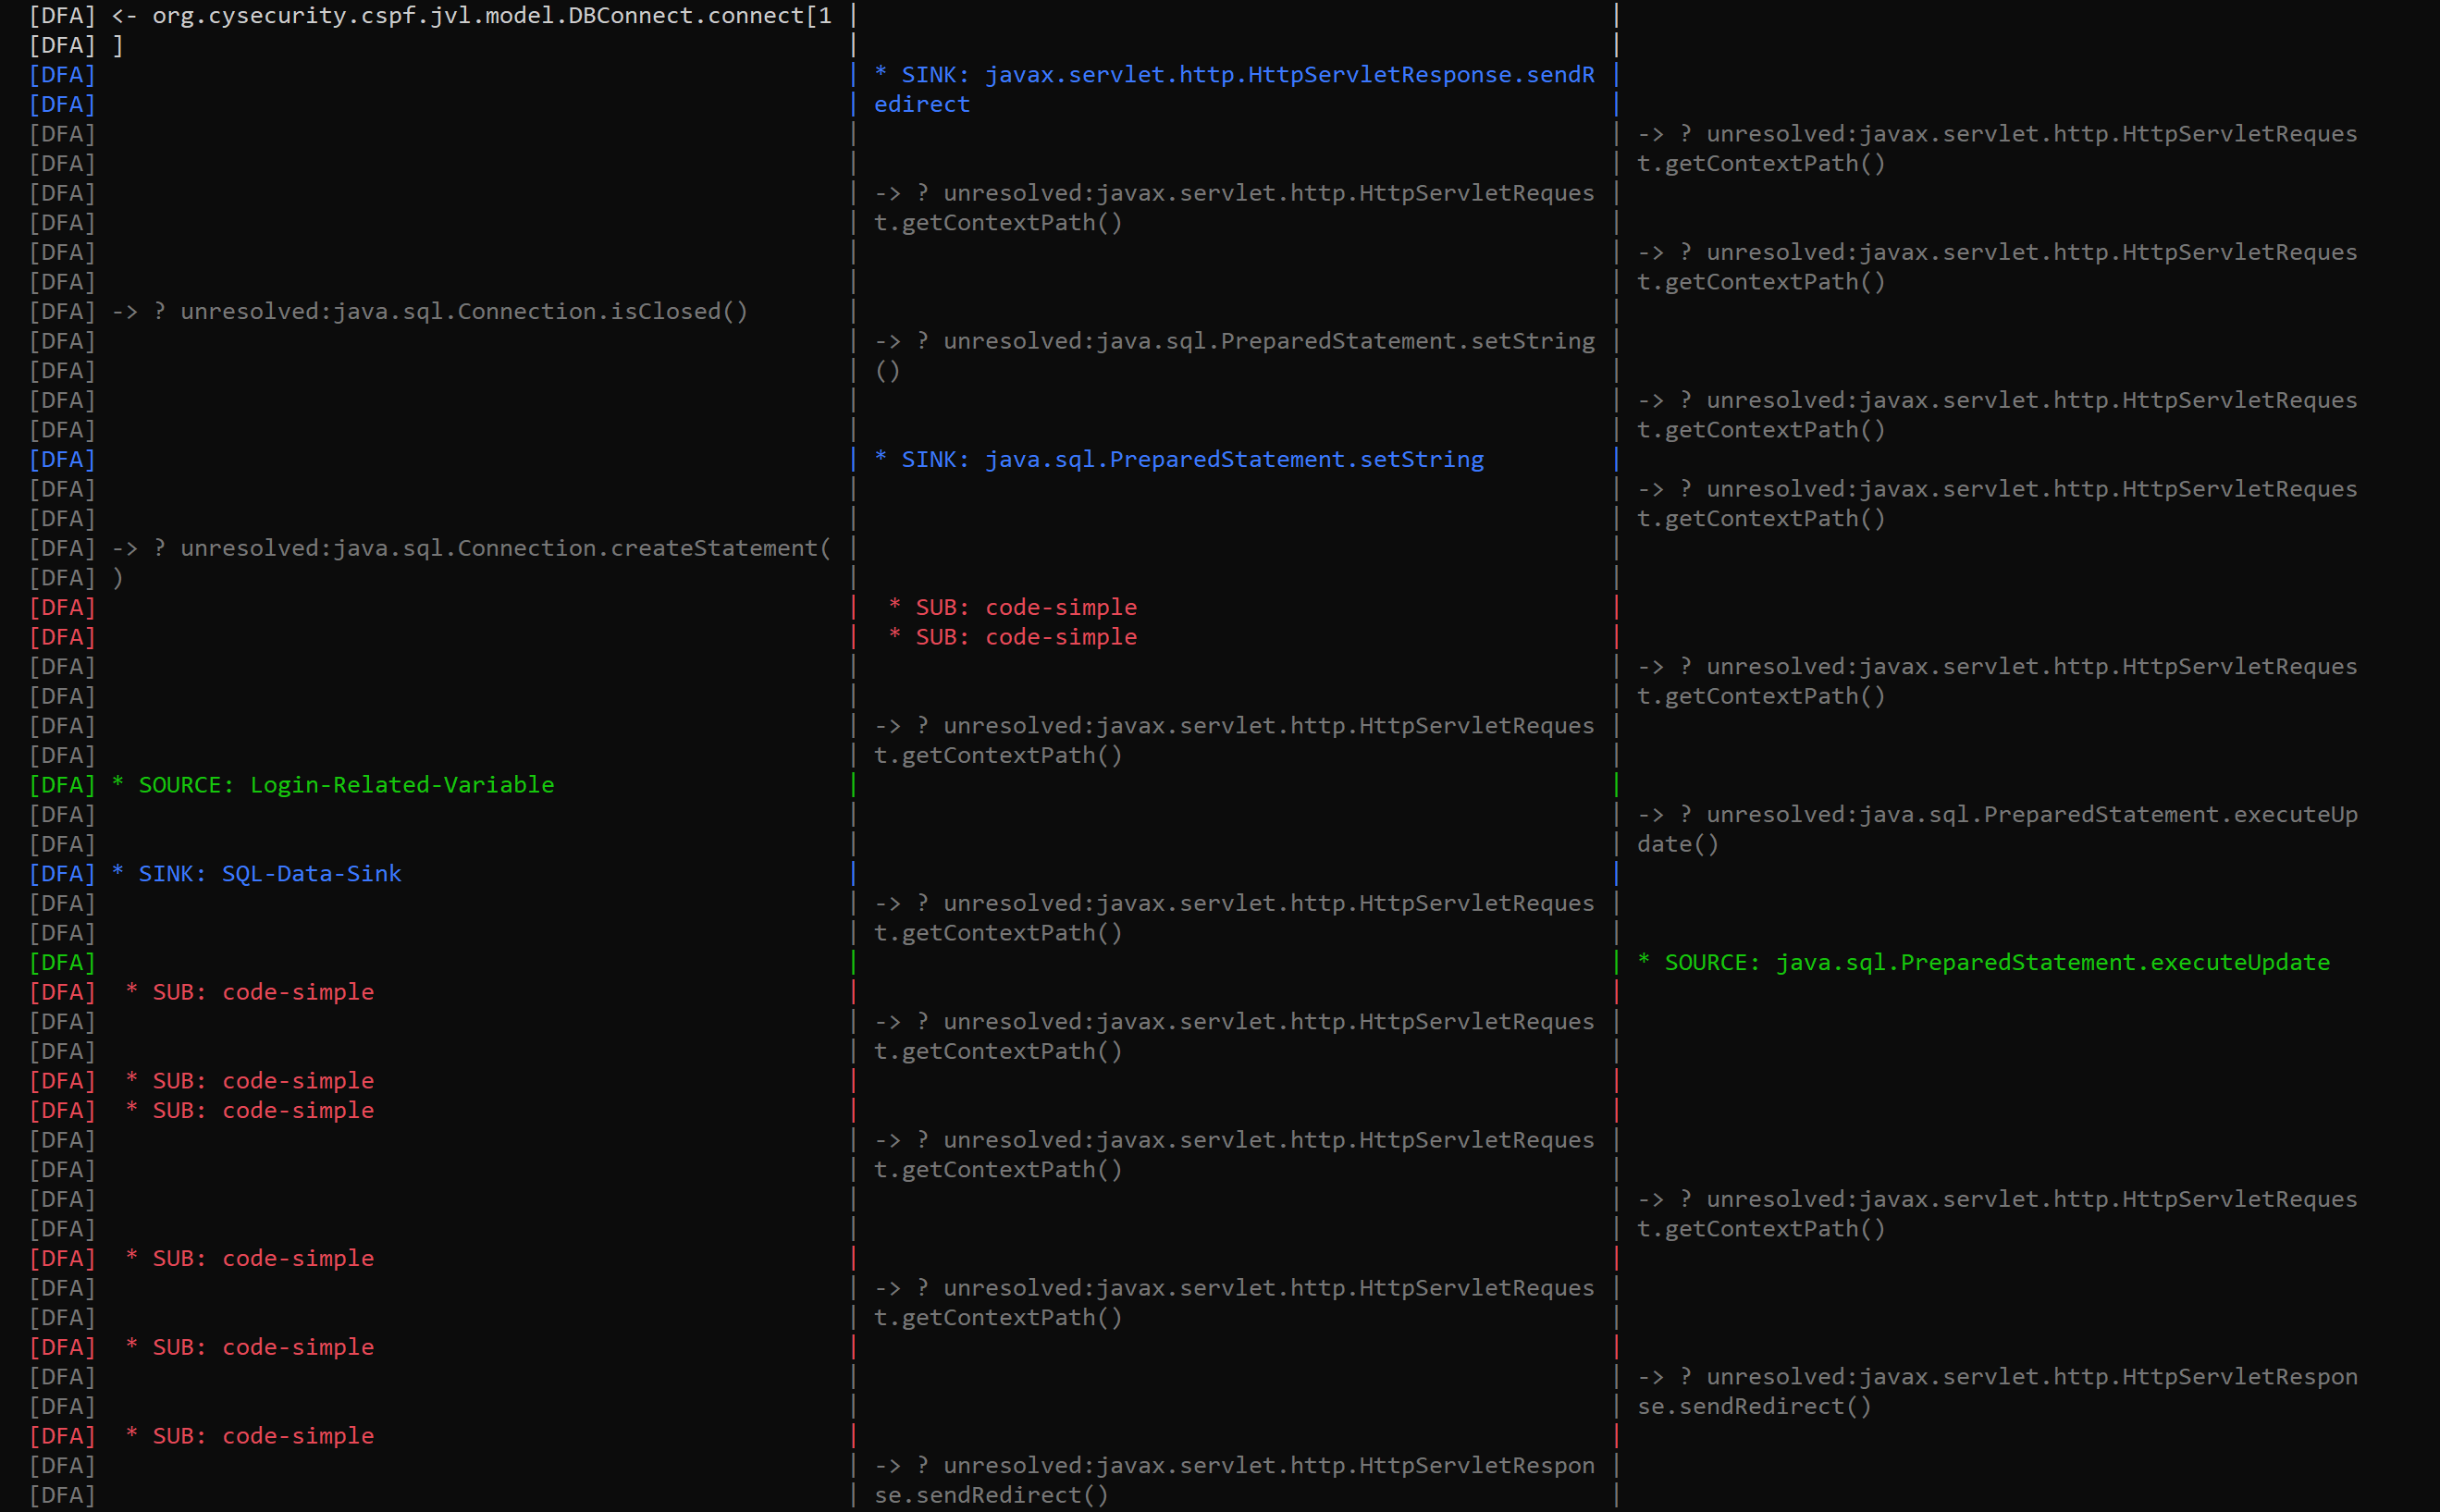 [DFA] <- org.cysecurity.cspf.jvl.model.DBConnect.connect[1 | |
[DFA] ] | |
[DFA] | * SINK: javax.servlet.http.HttpServletResponse.sendR |
[DFA] | edirect |
[DFA] | | -> ? unresolved:javax.servlet.http.HttpServletReques
[DFA] | | t.getContextPath()
[DFA] | -> ? unresolved:javax.servlet.http.HttpServletReques |
[DFA] | t.getContextPath() |
[DFA] | | -> ? unresolved:javax.servlet.http.HttpServletReques
[DFA] | | t.getContextPath()
[DFA] -> ? unresolved:java.sql.Connection.isClosed() | |
[DFA] | -> ? unresolved:java.sql.PreparedStatement.setString |
[DFA] | () |
[DFA] | | -> ? unresolved:javax.servlet.http.HttpServletReques
[DFA] | | t.getContextPath()
[DFA] | * SINK: java.sql.PreparedStatement.setString |
[DFA] | | -> ? unresolved:javax.servlet.http.HttpServletReques
[DFA] | | t.getContextPath()
[DFA] -> ? unresolved:java.sql.Connection.createStatement( | |
[DFA] ) | |
[DFA] | * SUB: code-simple |
[DFA] | * SUB: code-simple |
[DFA] | | -> ? unresolved:javax.servlet.http.HttpServletReques
[DFA] | | t.getContextPath()
[DFA] | -> ? unresolved:javax.servlet.http.HttpServletReques |
[DFA] | t.getContextPath() |
[DFA] * SOURCE: Login-Related-Variable | |
[DFA] | | -> ? unresolved:java.sql.PreparedStatement.executeUp
[DFA] | | date()
[DFA] * SINK: SQL-Data-Sink | |
[DFA] | -> ? unresolved:javax.servlet.http.HttpServletReques |
[DFA] | t.getContextPath() |
[DFA] | | * SOURCE: java.sql.PreparedStatement.executeUpdate
[DFA] * SUB: code-simple | |
[DFA] | -> ? unresolved:javax.servlet.http.HttpServletReques |
[DFA] | t.getContextPath() |
[DFA] * SUB: code-simple | |
[DFA] * SUB: code-simple | |
[DFA] | -> ? unresolved:javax.servlet.http.HttpServletReques |
[DFA] | t.getContextPath() |
[DFA] | | -> ? unresolved:javax.servlet.http.HttpServletReques
[DFA] | | t.getContextPath()
[DFA] * SUB: code-simple | |
[DFA] | -> ? unresolved:javax.servlet.http.HttpServletReques |
[DFA] | t.getContextPath() |
[DFA] * SUB: code-simple | |
[DFA] | | -> ? unresolved:javax.servlet.http.HttpServletRespon
[DFA] | | se.sendRedirect()
[DFA] * SUB: code-simple | |
[DFA] | -> ? unresolved:javax.servlet.http.HttpServletRespon |
[DFA] | se.sendRedirect() |